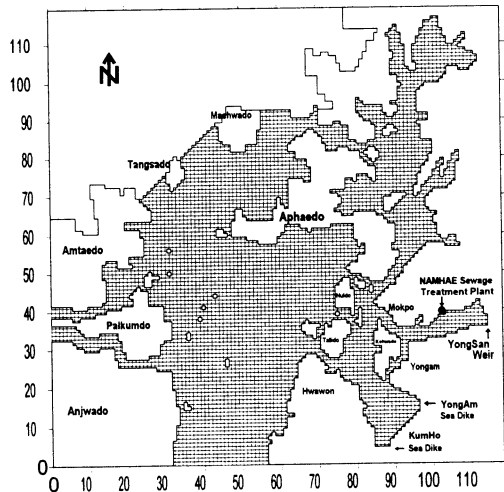 110
100
90
80
70
60
50
40
30
20
10
0
0 10 20 30 40 50 60 70 80 90 100 110
N
Machwado
Tangsado
Aphaedo
Amtaedo
NAMHAE Sewage
Treatment Plant
Mokpo
Paikumdo
YongSan
Weir
Yongam
Hwawon
Anjwado
YongAm
Sea Dike
KumHo
Sea Dike